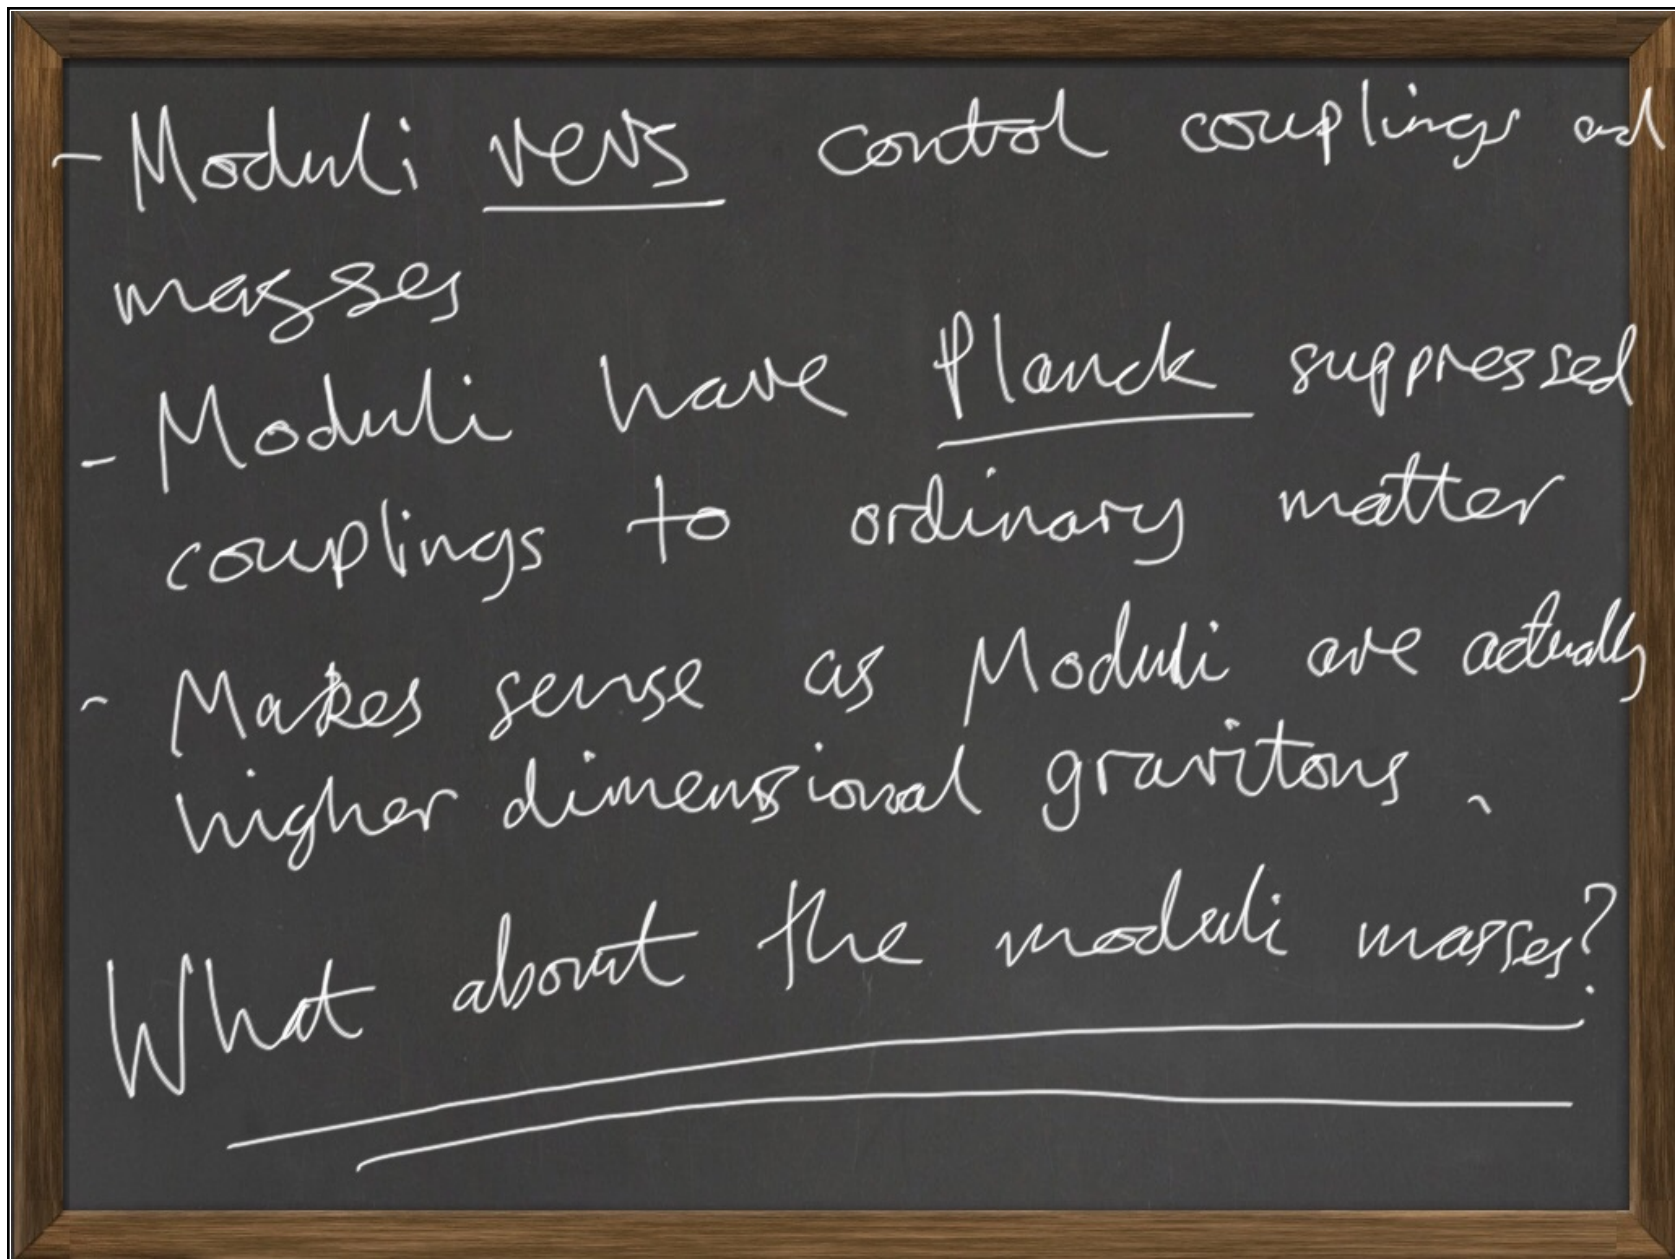 - Moduli vevs control couplings and
masses
- Moduli have Planck suppressed
couplings to ordinary matter
- Makes sense as Moduli are actually
higher dimensional gravitons.
What about the moduli masses?